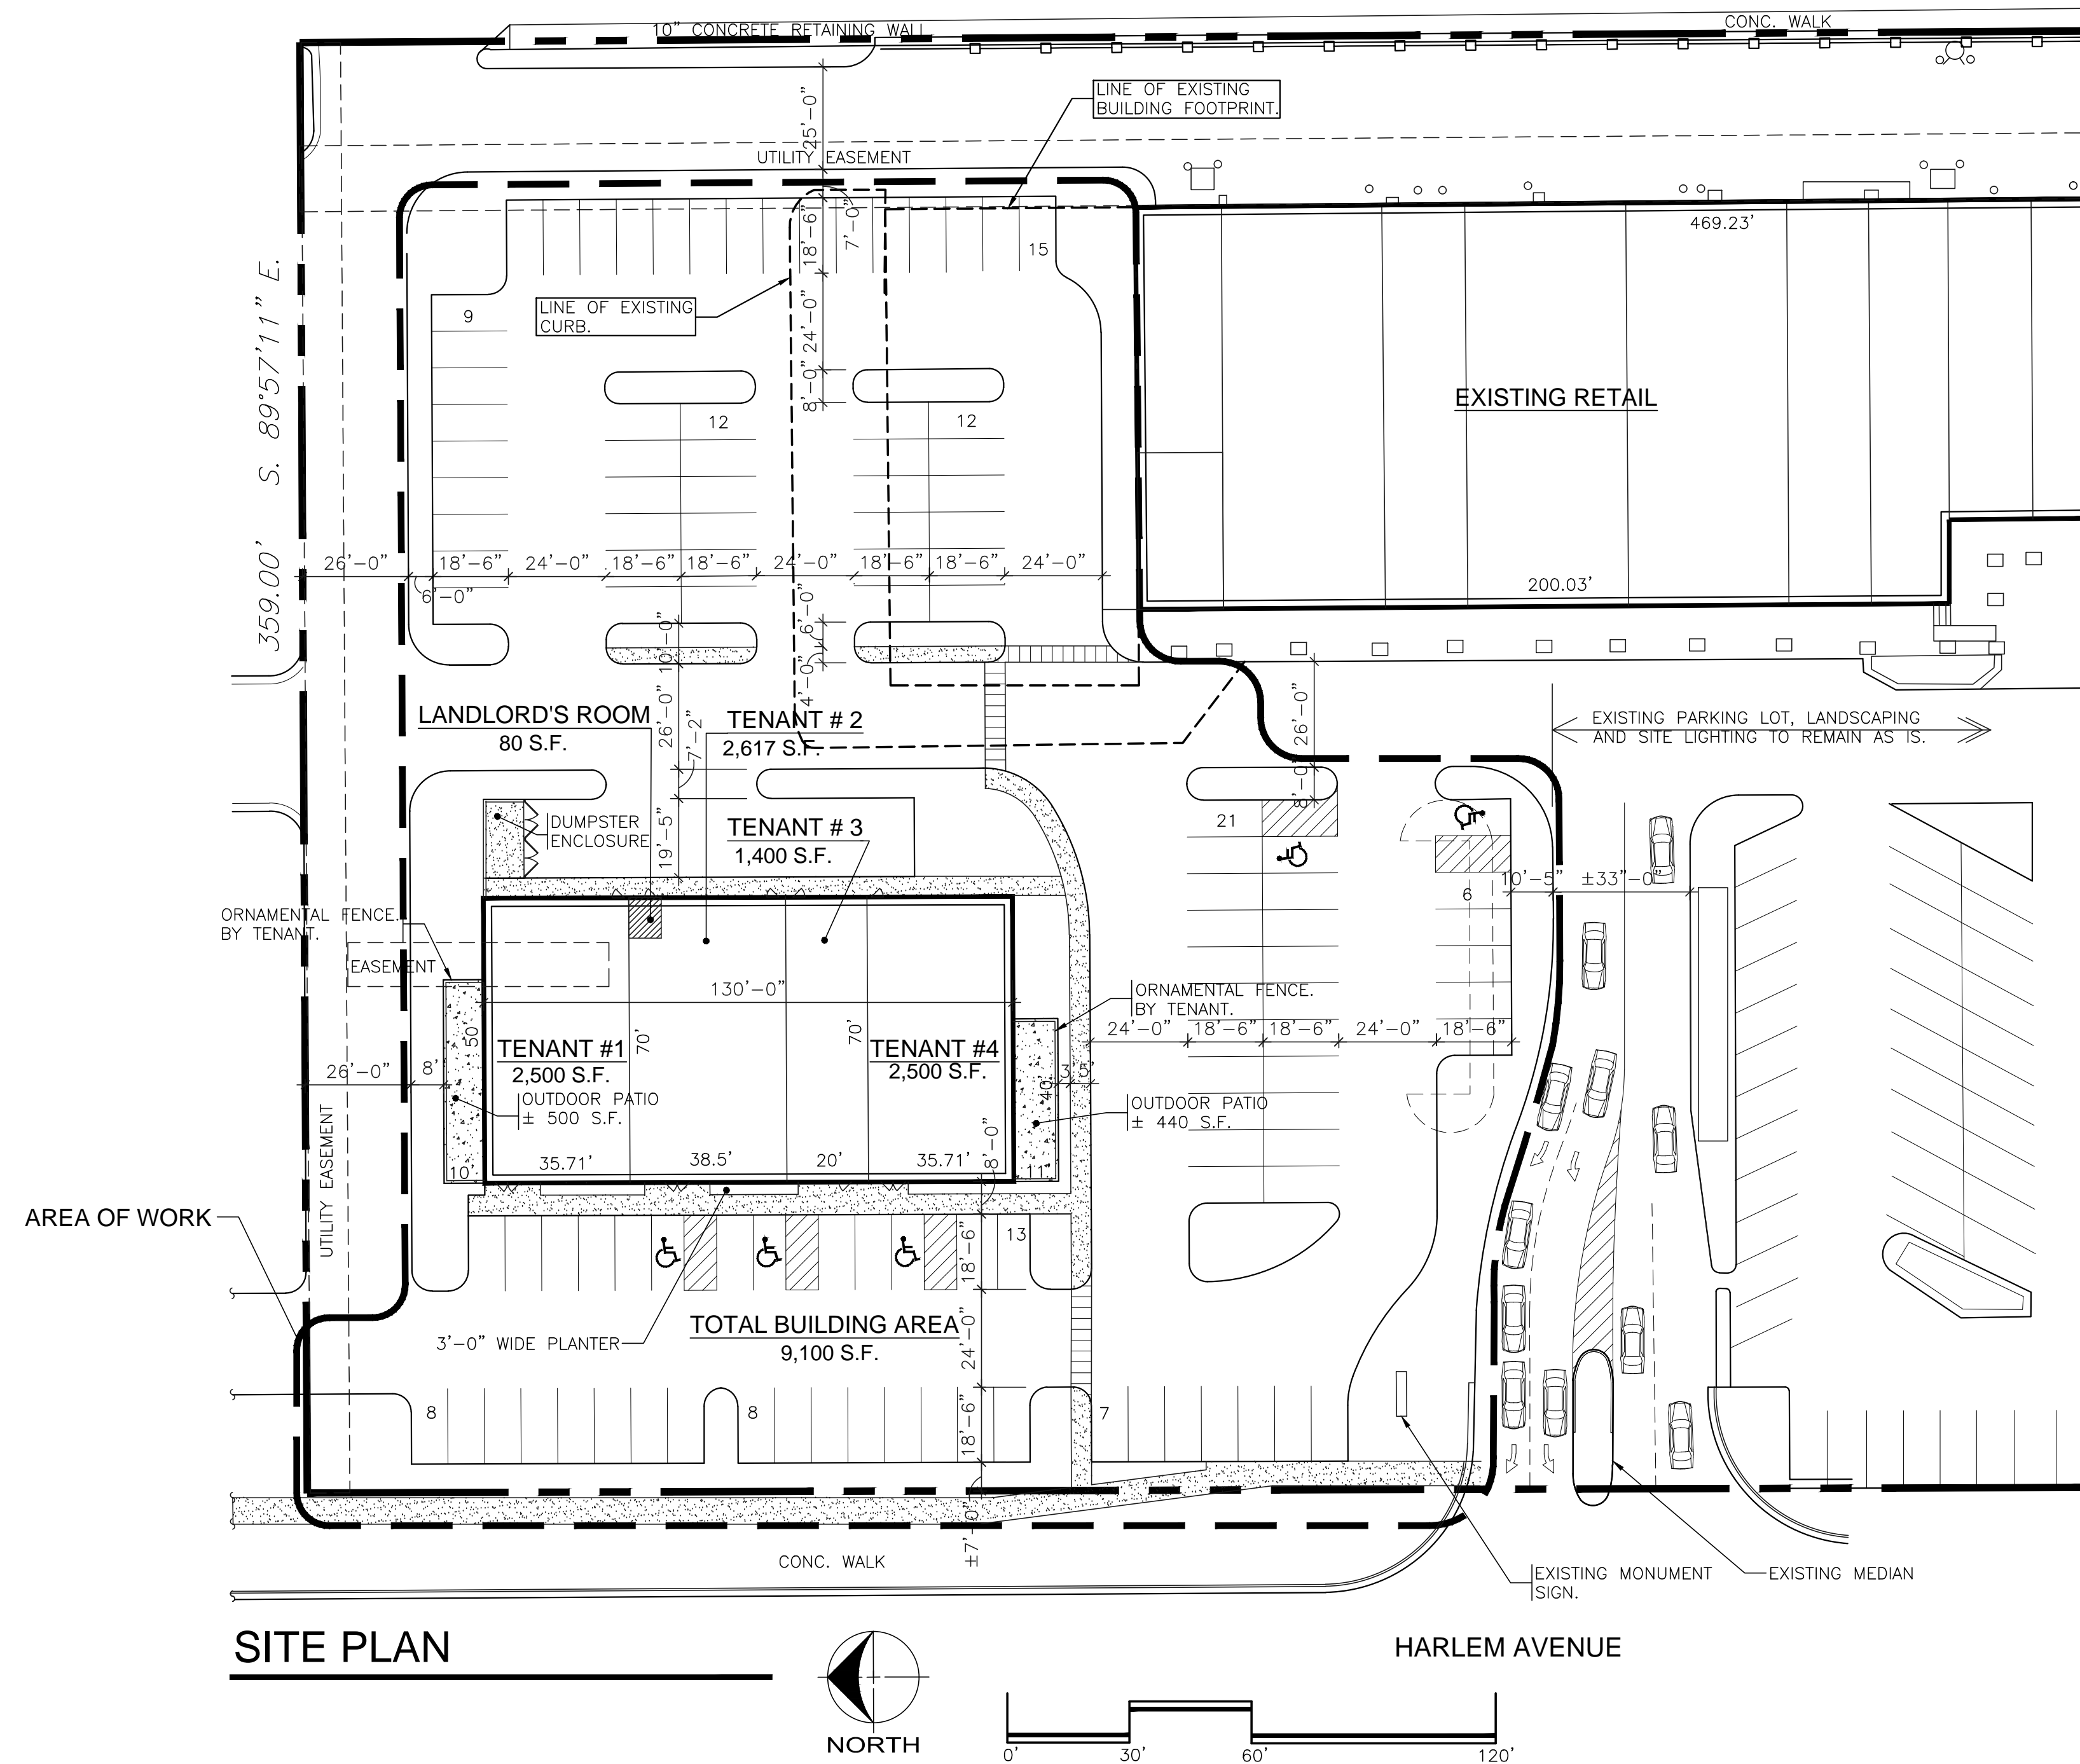 10" CONCRETE RETAINING WALL
CONC. WALK
LINE OF EXISTING
BUILDING FOOTPRINT.
25'-0"
UTILITY EASEMENT
469.23'
18'-6"
7'-0"
15
359.00' S. 89°57'11" E.
LINE OF EXISTING
CURB.
9
24'-0"
8'-0"
12
12
EXISTING RETAIL
26'-0"
18'-6"
24'-0"
18'-6"
18'-6"
24'-0"
18'-6"
18'-6"
24'-0"
6'-0"
200.03'
10'-0"
6'-0"
4'-0"
LANDLORD'S ROOM
80 S.F.
26'-0"
7'-2"
TENANT # 2
2,617 S.F.
26'-0"
EXISTING PARKING LOT, LANDSCAPING
AND SITE LIGHTING TO REMAIN AS IS.
8'-0"
DUMPSTER
ENCLOSURE
19'-5"
TENANT # 3
1,400 S.F.
21
10'-5"
±33"-0"
6
ORNAMENTAL FENCE.
BY TENANT.
EASEMENT
130'-0"
ORNAMENTAL FENCE.
BY TENANT.
50'
70'
70'
24'-0"
18'-6"
18'-6"
24'-0"
18'-6"
TENANT #1
2,500 S.F.
TENANT #4
2,500 S.F.
26'-0"
8'
40'
3'
5'
OUTDOOR PATIO
± 500 S.F.
OUTDOOR PATIO
± 440 S.F.
UTILITY EASEMENT
10'
35.71'
38.5'
20'
35.71'
8'-0"
11'
AREA OF WORK
13
18'-6"
TOTAL BUILDING AREA
9,100 S.F.
3'-0" WIDE PLANTER
24'-0"
8
8
18'-6"
7
±7'-0"
CONC. WALK
EXISTING MONUMENT
SIGN.
EXISTING MEDIAN
SITE PLAN
HARLEM AVENUE
NORTH
0'
30'
60'
120'